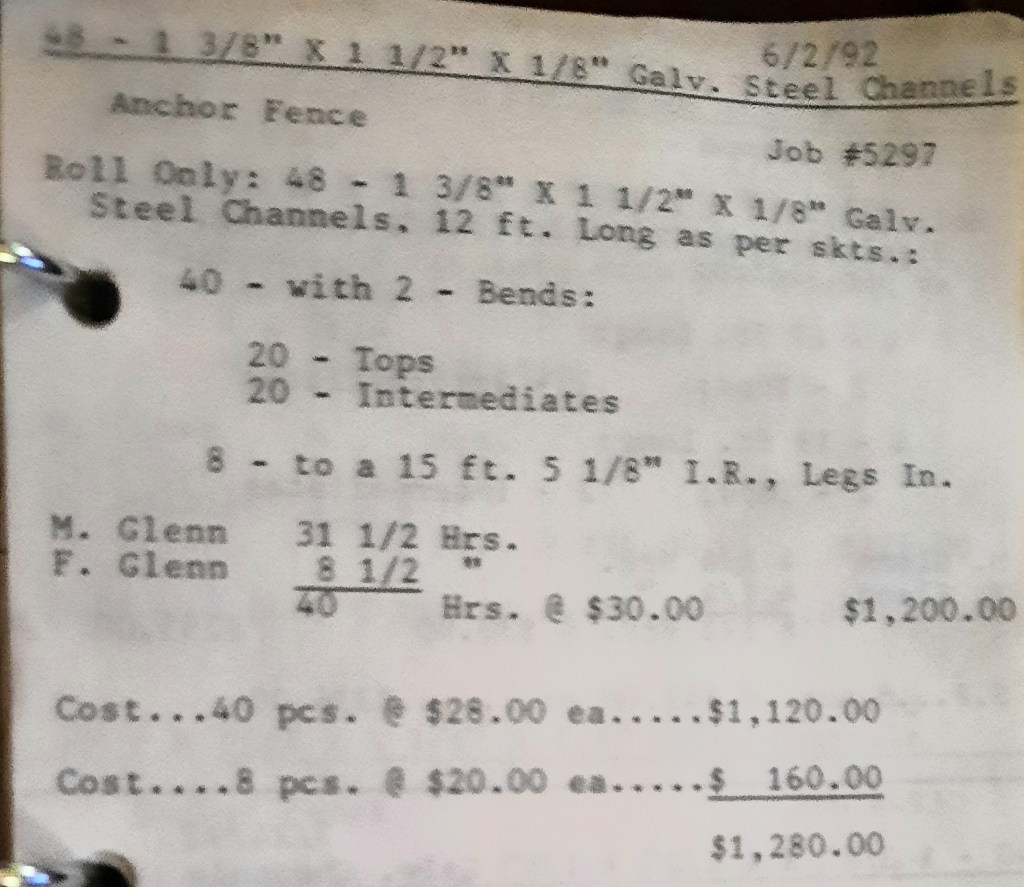 48 - 1 3/8" X 1 1/2" X 1/8" Galv. Steel Channels
6/2/92
Anchor Fence
Job #5297
Roll Only: 48 - 1 3/8" X 1 1/2" X 1/8" Galv.
Steel Channels, 12 ft. Long as per skts.:
40 - with 2 - Bends:
20 - Tops
20 - Intermediates
8 - to a 15 ft. 5 1/8" I.R., Legs In.
M. Glenn 31 1/2 Hrs.
F. Glenn 8 1/2 "
40 Hrs. @ $30.00 $1,200.00
Cost...40 pcs. @ $28.00 ea.....$1,120.00
Cost....8 pcs. @ $20.00 ea.....$ 160.00
$1,280.00